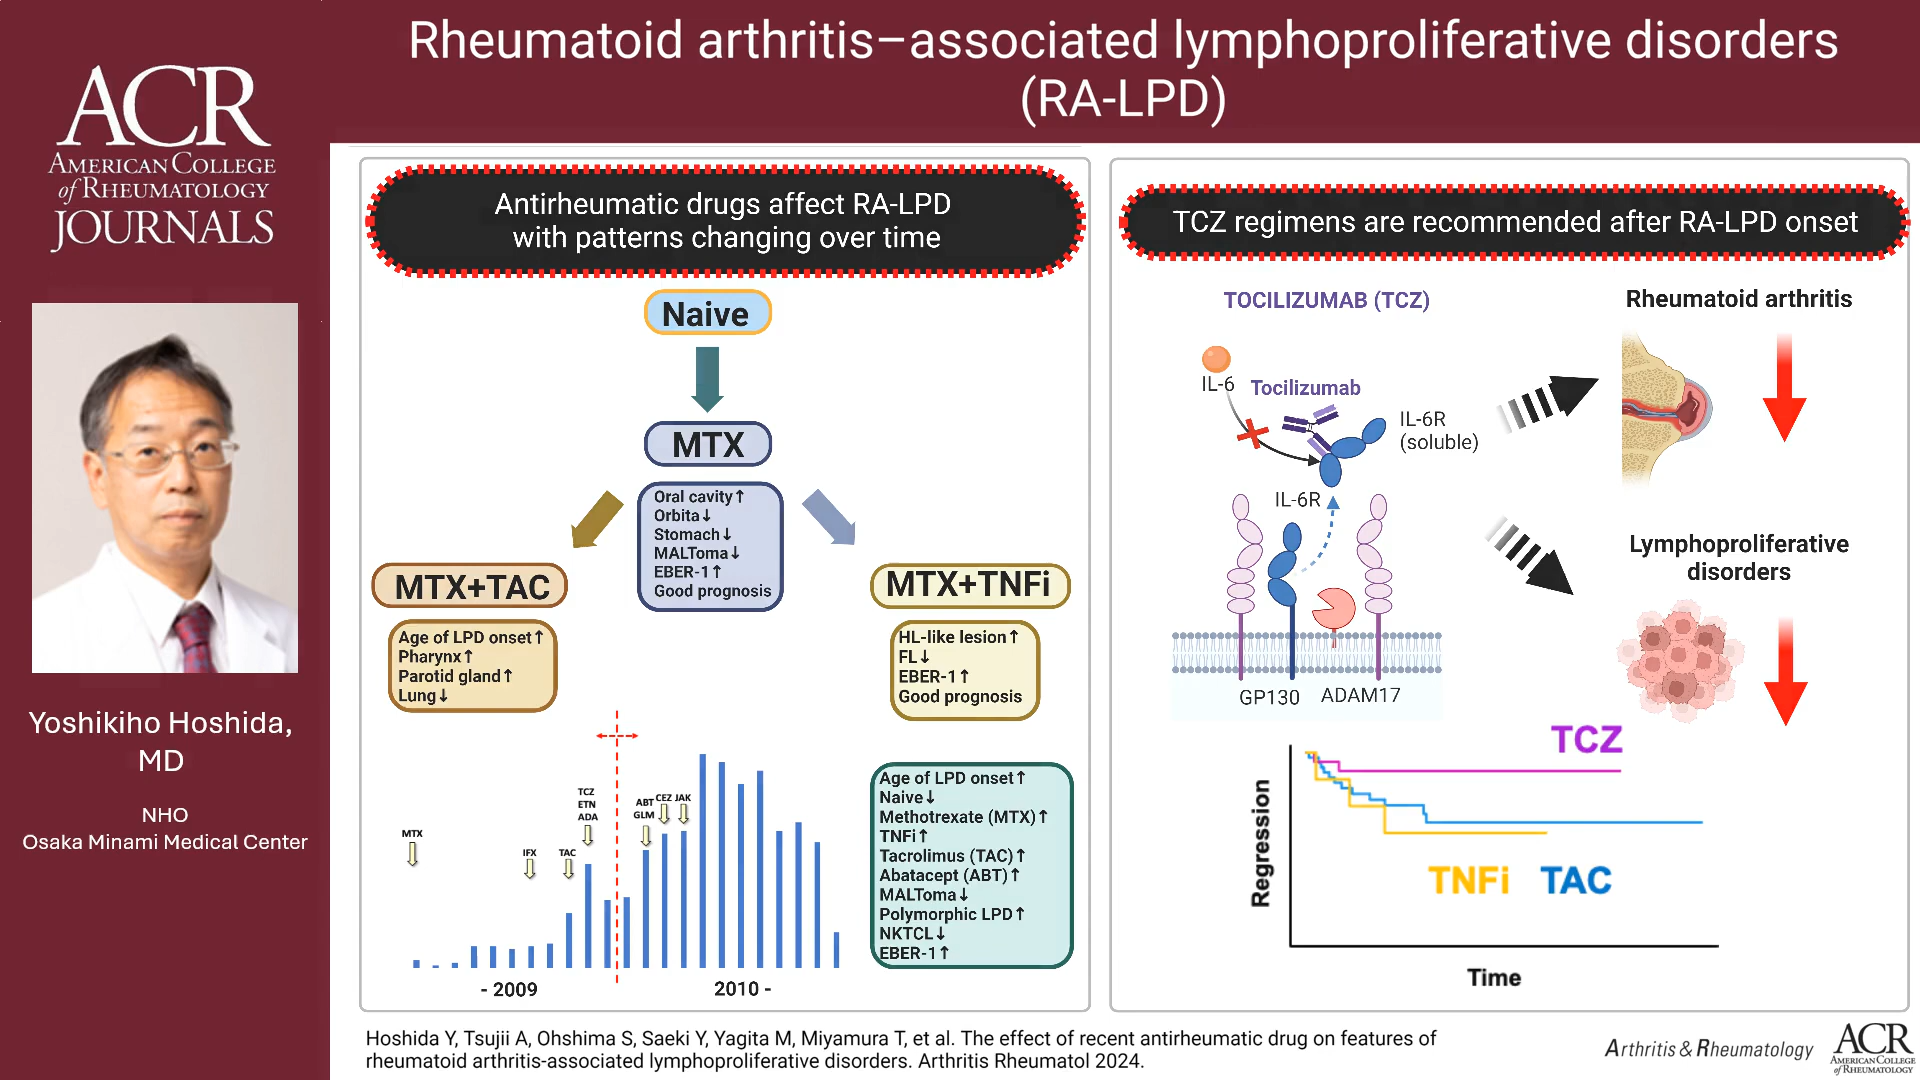 Rheumatoid arthritis–associated lymphoproliferative disorders
(RA-LPD)
ACR
AMERICAN COLLEGE
of RHEUMATOLOGY
JOURNALS
Yoshikiho Hoshida,
MD
NHO
Osaka Minami Medical Center
Antirheumatic drugs affect RA-LPD
with patterns changing over time
Naive
MTX
Oral cavity↑
Orbita↓
Stomach↓
MALToma↓
EBER-1↑
Good prognosis
MTX+TAC
Age of LPD onset↑
Pharynx↑
Parotid gland↑
Lung↓
MTX+TNFi
HL-like lesion↑
FL↓
EBER-1↑
Good prognosis
MTX
IFX
TAC
TCZ
ETN
ADA
ABT
GLM
CEZ
JAK
- 2009
2010 -
Age of LPD onset↑
Naive↓
Methotrexate (MTX)↑
TNFi↑
Tacrolimus (TAC)↑
Abatacept (ABT)↑
MALToma↓
Polymorphic LPD↑
NKTCL↓
EBER-1↑
TCZ regimens are recommended after RA-LPD onset
TOCILIZUMAB (TCZ)
IL-6
Tocilizumab
IL-6R
(soluble)
IL-6R
GP130
ADAM17
Rheumatoid arthritis
Lymphoproliferative
disorders
TCZ
TNFi
TAC
Regression
Time
Hoshida Y, Tsujii A, Ohshima S, Saeki Y, Yagita M, Miyamura T, et al. The effect of recent antirheumatic drug on features of
rheumatoid arthritis-associated lymphoproliferative disorders. Arthritis Rheumatol 2024.
Arthritis & Rheumatology
ACR
AMERICAN COLLEGE
of RHEUMATOLOGY